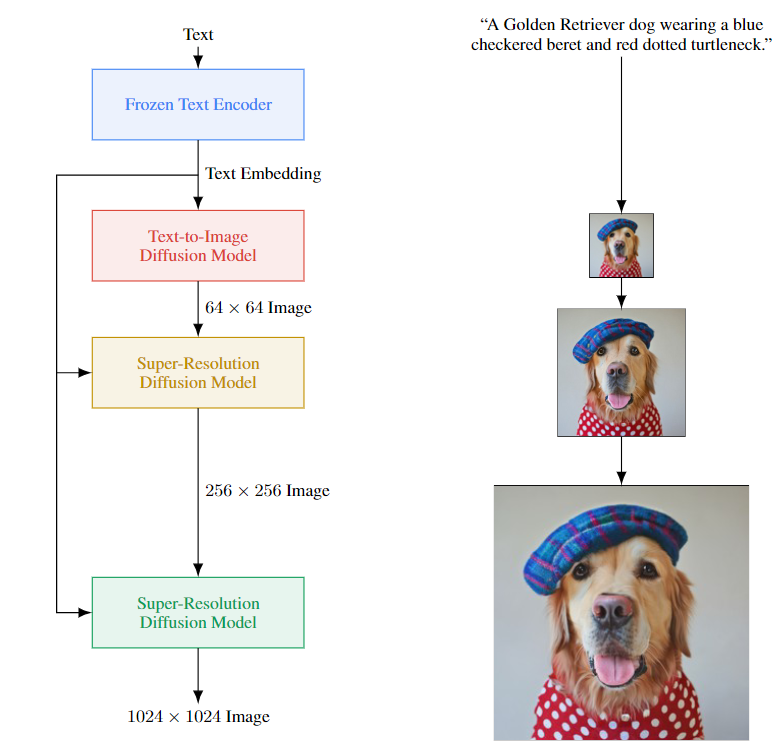 Text
Frozen Text Encoder
Text Embedding
Text-to-Image
Diffusion Model
64 × 64 Image
Super-Resolution
Diffusion Model
256 × 256 Image
Super-Resolution
Diffusion Model
1024 × 1024 Image
“A Golden Retriever dog wearing a blue
checkered beret and red dotted turtleneck.”